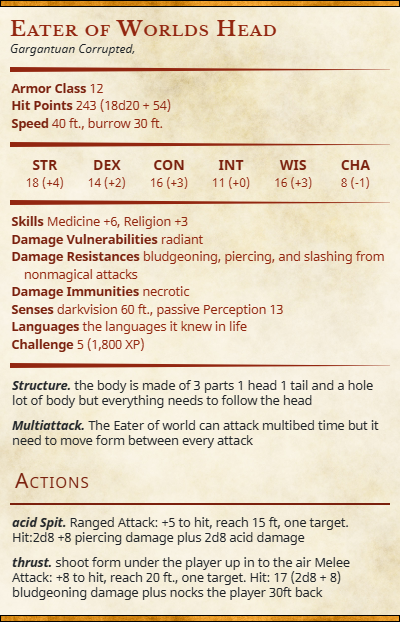 Eater of Worlds Head
Gargantuan Corrupted,
Armor Class 12
Hit Points 243 (18d20 + 54)
Speed 40 ft., burrow 30 ft.
STR DEX CON INT WIS CHA
18 (+4) 14 (+2) 16 (+3) 11 (+0) 16 (+3) 8 (-1)
Skills Medicine +6, Religion +3
Damage Vulnerabilities radiant
Damage Resistances bludgeoning, piercing, and slashing from
nonmagical attacks
Damage Immunities necrotic
Senses darkvision 60 ft., passive Perception 13
Languages the languages it knew in life
Challenge 5 (1,800 XP)
Structure. the body is made of 3 parts 1 head 1 tail and a hole
lot of body but everything needs to follow the head
Multiattack. The Eater of world can attack multibed time but it
need to move form between every attack
Actions
acid Spit. Ranged Attack: +5 to hit, reach 15 ft, one target.
Hit:2d8 +8 piercing damage plus 2d8 acid damage
thrust. shoot form under the player up in to the air Melee
Attack: +8 to hit, reach 20 ft., one target. Hit: 17 (2d8 + 8)
bludgeoning damage plus nocks the player 30ft back